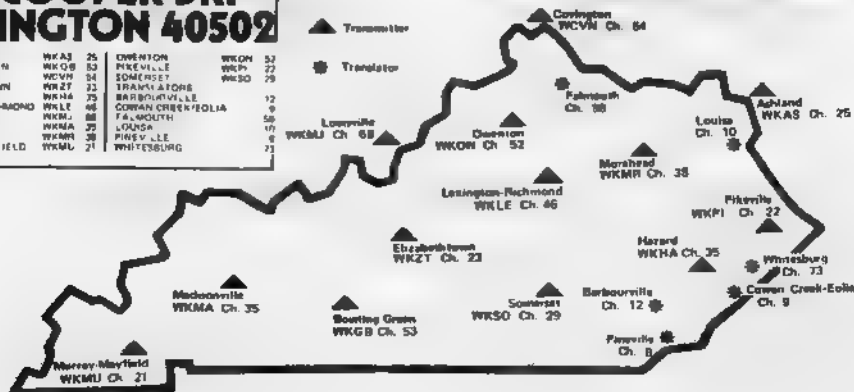 INGTON 40502
WKAS 25
WKGB 53
WCVN 54
WKZT 23
WKHA 35
MOND WKLE 46
WKMJ 68
WKMA 35
WKMR 38
IELD WKMU 21
OWENTON WKON 52
PIKEVILLE WKPI 22
SOMERSET WKSO 29
TRANSLATORS
BARBOURVILLE 12
COWAN CREEK/EOLIA 9
FALMOUTH 56
LOUISA 10
PINEVILLE 8
WHITESBURG 73
Transmitter
Translator
Covington
WCVN Ch. 54
Falmouth
Ashland
WKAS Ch. 25
Louisa
Ch. 10
Louisville
WKMJ Ch. 68
Owenton
WKON Ch. 52
Morehead
WKMR Ch. 38
Lexington-Richmond
WKLE Ch. 46
Pikeville
WKPI Ch 22
Elizabethtown
WKZT Ch. 23
Hazard
WKHA Ch. 35
Whitesburg
Ch. 73
Cowan Creek-Eolia
Ch. 9
Madisonville
WKMA Ch. 35
Bowling Green
WKGB Ch. 53
Somerset
WKSO Ch. 29
Barbourville
Ch. 12
Pineville
Ch. 8
Murray-Mayfield
WKMU Ch 21